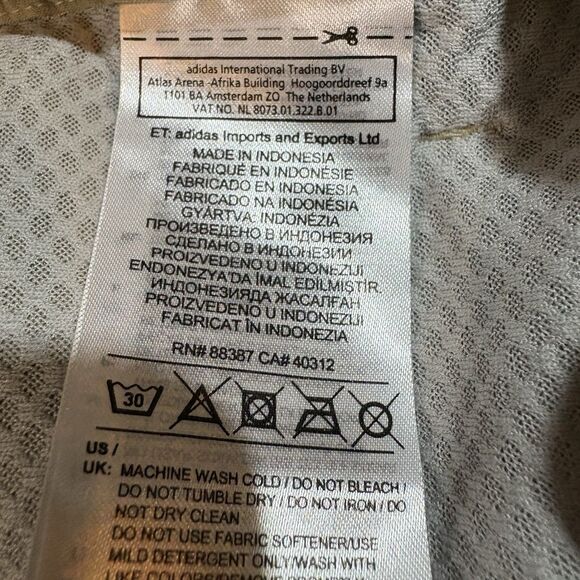 adidas International Trading BV
Atlas Arena -Afrika Building Hoogoorddreef 9a
1101 BA Amsterdam ZO The Netherlands
VAT.NO. NL 8073.01.322.B.01
ET: adidas Imports and Exports Ltd
MADE IN INDONESIA
FABRIQUÉ EN INDONÉSIE
FABRICADO EN INDONESIA
FABRICADO NA INDONÉSIA
GYÁRTVA: INDONÉZIA
ПРОИЗВЕДЕНО В ИНДОНЕЗИЯ
СДЕЛАНО В ИНДОНЕЗИИ
PROIZVEDENO U INDONEZIJI
ENDONEZYA'DA İMAL EDİLMİŞTİR.
ИНДОНЕЗИЯДА ЖАСАЛҒАН
PROIZVEDENO U INDONEZIJI
FABRICAT ÎN INDONEZIA
RN# 88387 CA# 40312
30
US /
UK: MACHINE WASH COLD / DO NOT BLEACH /
DO NOT TUMBLE DRY / DO NOT IRON / DO
NOT DRY CLEAN
DO NOT USE FABRIC SOFTENER/USE
MILD DETERGENT ONLY/WASH WITH
LIKE COLORS/REMOVE